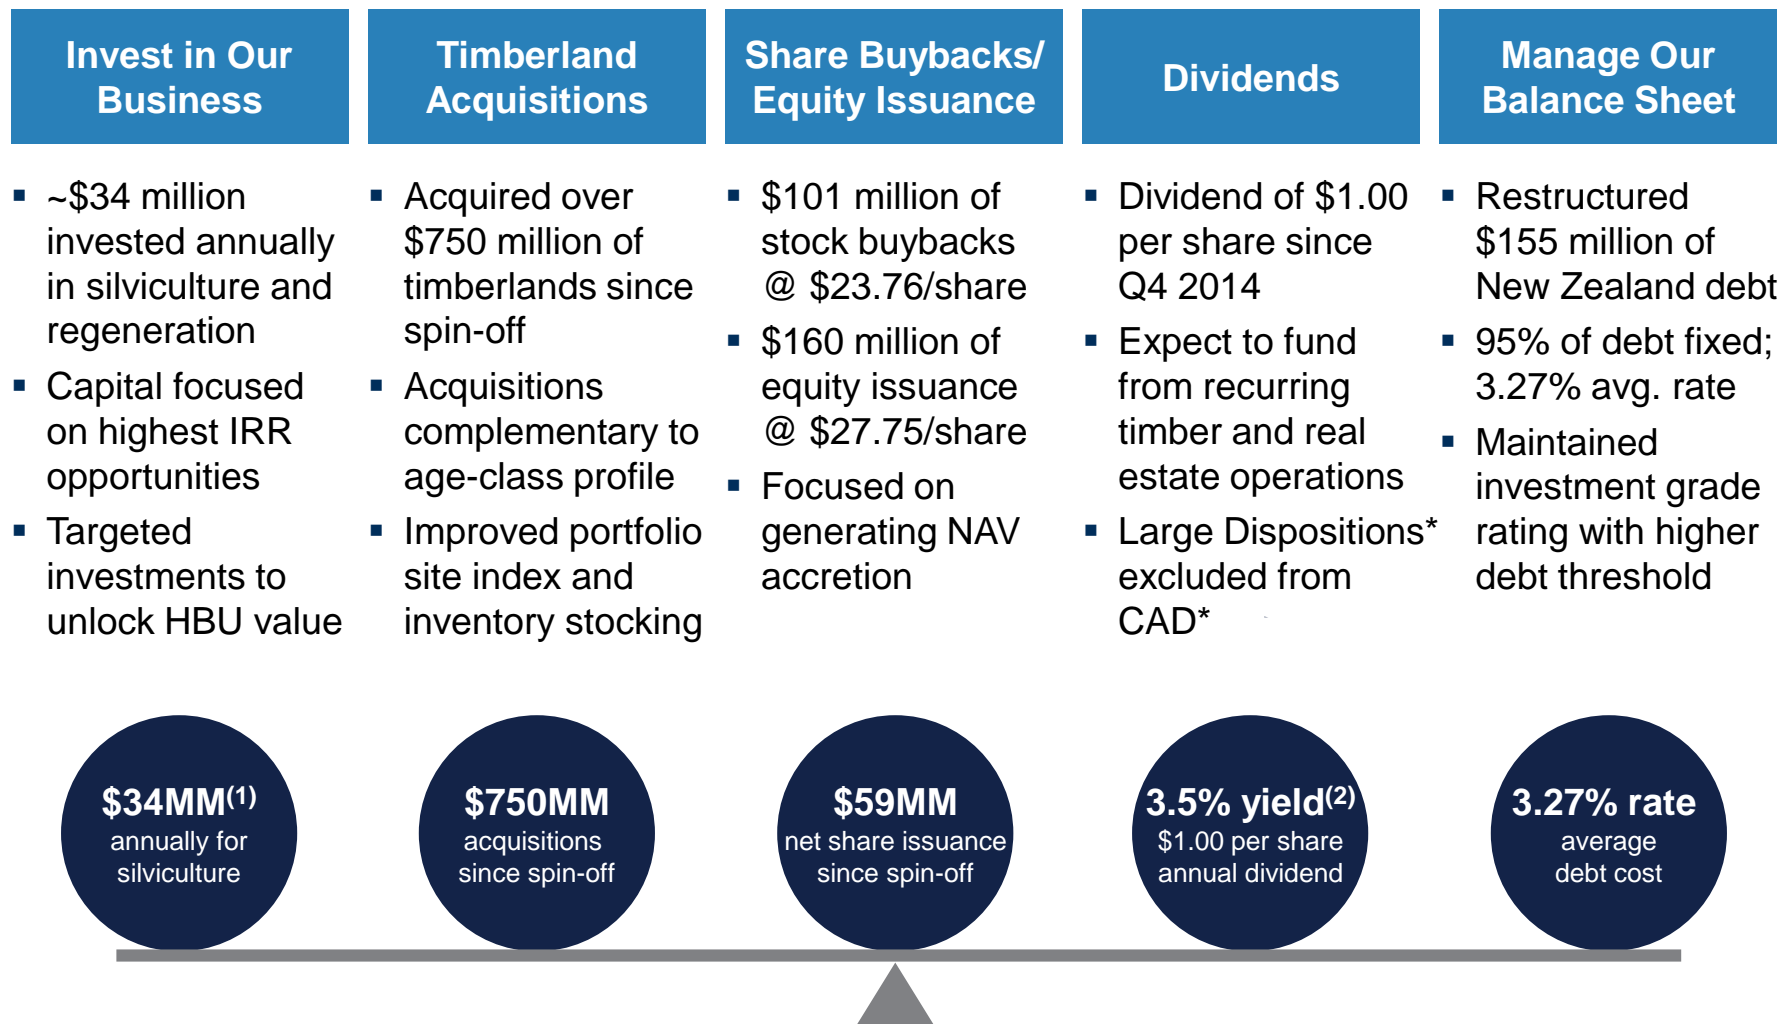 Invest in Our
Business
▪ ~$34 million
invested annually
in silviculture and
regeneration
▪ Capital focused
on highest IRR
opportunities
▪ Targeted
investments to
unlock HBU value
$34MM(1)
annually for
silviculture
Timberland
Acquisitions
▪ Acquired over
$750 million of
timberlands since
spin-off
▪ Acquisitions
complementary to
age-class profile
▪ Improved portfolio
site index and
inventory stocking
$750MM
acquisitions
since spin-off
Share Buybacks/
Equity Issuance
▪ $101 million of
stock buybacks
@ $23.76/share
▪ $160 million of
equity issuance
@ $27.75/share
▪ Focused on
generating NAV
accretion
$59MM
net share issuance
since spin-off
Dividends
▪ Dividend of $1.00
per share since
Q4 2014
▪ Expect to fund
from recurring
timber and real
estate operations
▪ Large Dispositions*
excluded from
CAD*
3.5% yield(2)
$1.00 per share
annual dividend
Manage Our
Balance Sheet
▪ Restructured
$155 million of
New Zealand debt
▪ 95% of debt fixed;
3.27% avg. rate
▪ Maintained
investment grade
rating with higher
debt threshold
3.27% rate
average
debt cost